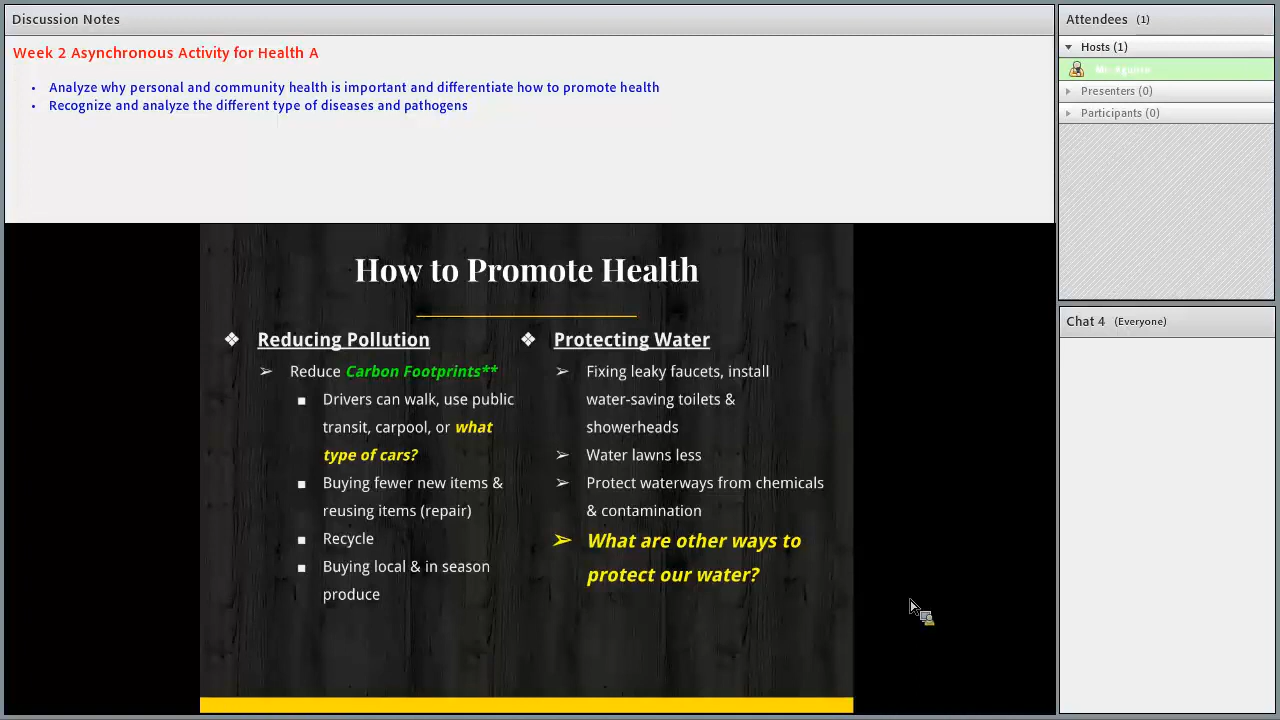 Discussion Notes
Week 2 Asynchronous Activity for Health A
• Analyze why personal and community health is important and differentiate how to promote health
• Recognize and analyze the different type of diseases and pathogens
How to Promote Health
❖ Reducing Pollution
➢ Reduce Carbon Footprints**
■ Drivers can walk, use public
transit, carpool, or what
type of cars?
■ Buying fewer new items &
reusing items (repair)
■ Recycle
■ Buying local & in season
produce
❖ Protecting Water
➢ Fixing leaky faucets, install
water-saving toilets &
showerheads
➢ Water lawns less
➢ Protect waterways from chemicals
& contamination
➢ What are other ways to
protect our water?
Attendees (1)
Hosts (1)
Presenters (0)
Participants (0)
Chat 4 (Everyone)